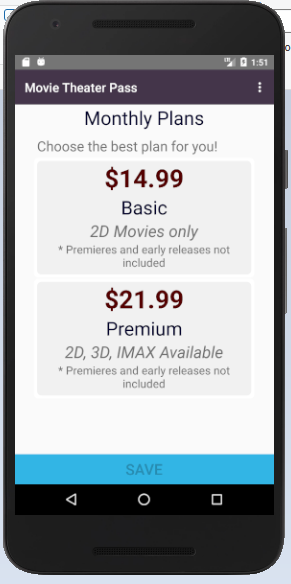 1:51
Movie Theater Pass
Monthly Plans
Choose the best plan for you!
$14.99
Basic
2D Movies only
* Premieres and early releases not
included
$21.99
Premium
2D, 3D, IMAX Available
* Premieres and early releases not
included
SAVE